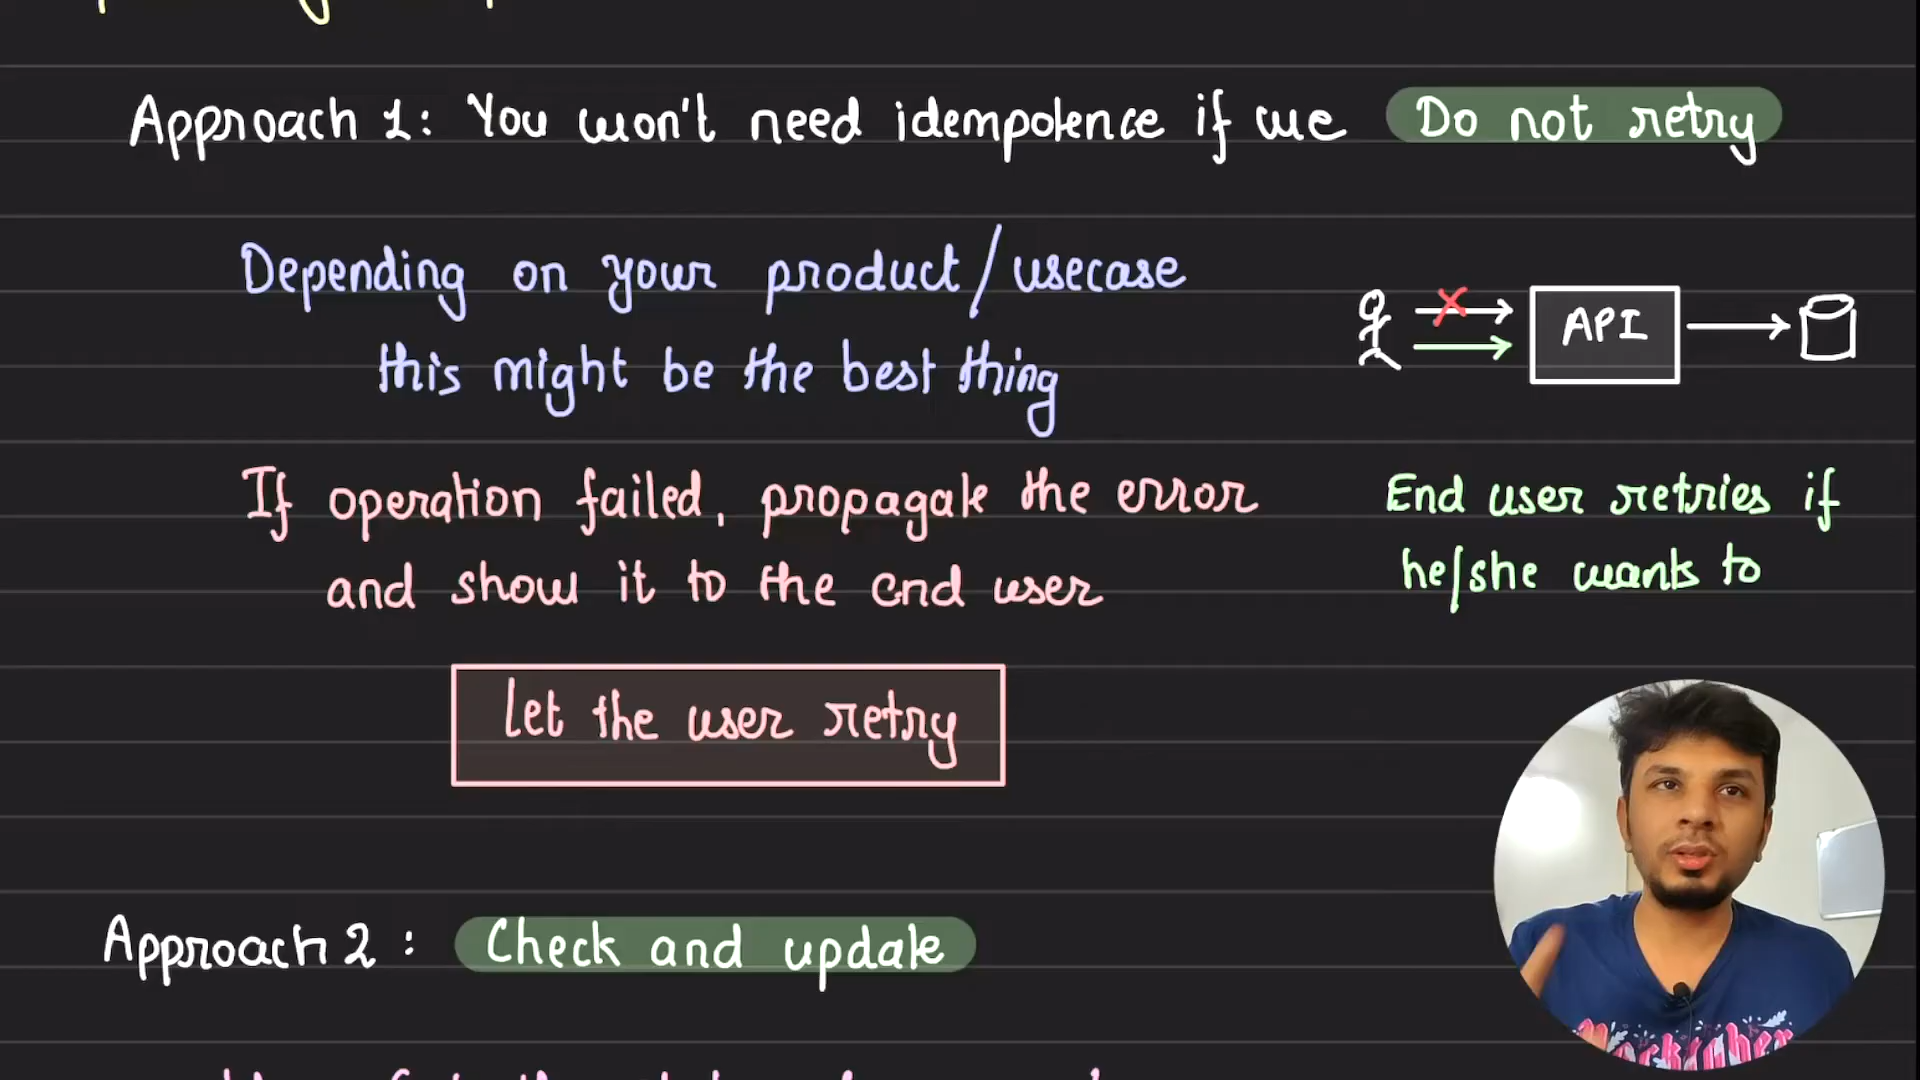 Approach 1: You won't need idempotence if we Do not retry
Depending on your product/usecase
this might be the best thing
API
If operation failed, propagate the error
and show it to the end user
End user retries if
he/she wants to
Let the user retry
Approach 2: Check and update